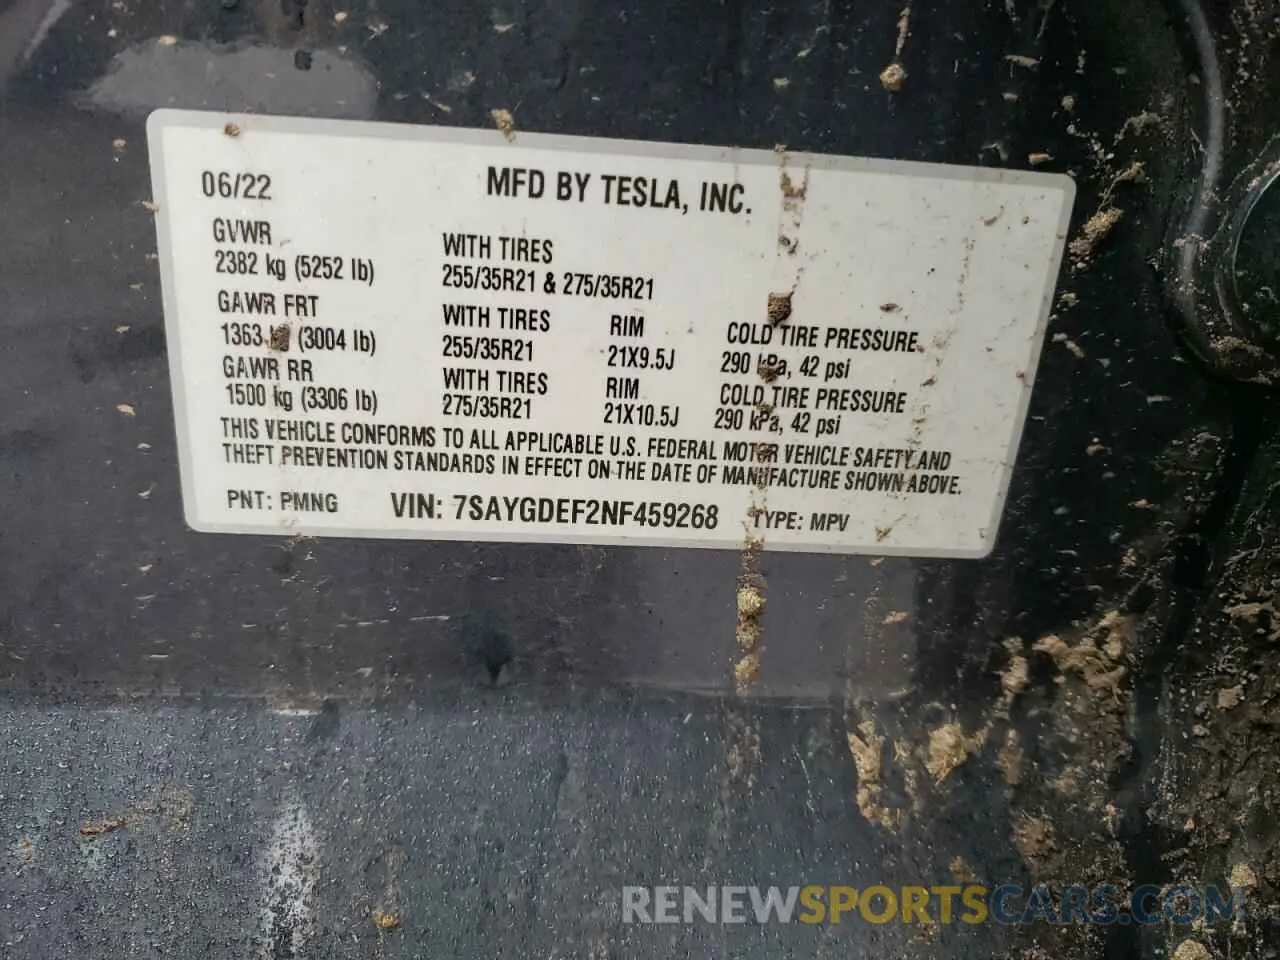 06/22 MFD BY TESLA, INC.
GVWR WITH TIRES
2382 kg (5252 lb) 255/35R21 & 275/35R21
GAWR FRT WITH TIRES RIM COLD TIRE PRESSURE
1363 kg (3004 lb) 255/35R21 21X9.5J 290 kPa, 42 psi
GAWR RR WITH TIRES RIM COLD TIRE PRESSURE
1500 kg (3306 lb) 275/35R21 21X10.5J 290 kPa, 42 psi
THIS VEHICLE CONFORMS TO ALL APPLICABLE U.S. FEDERAL MOTOR VEHICLE SAFETY AND
THEFT PREVENTION STANDARDS IN EFFECT ON THE DATE OF MANUFACTURE SHOWN ABOVE.
PNT: PMNG VIN: 7SAYGDEF2NF459268 TYPE: MPV
RENEWSPORTSCARS.COM